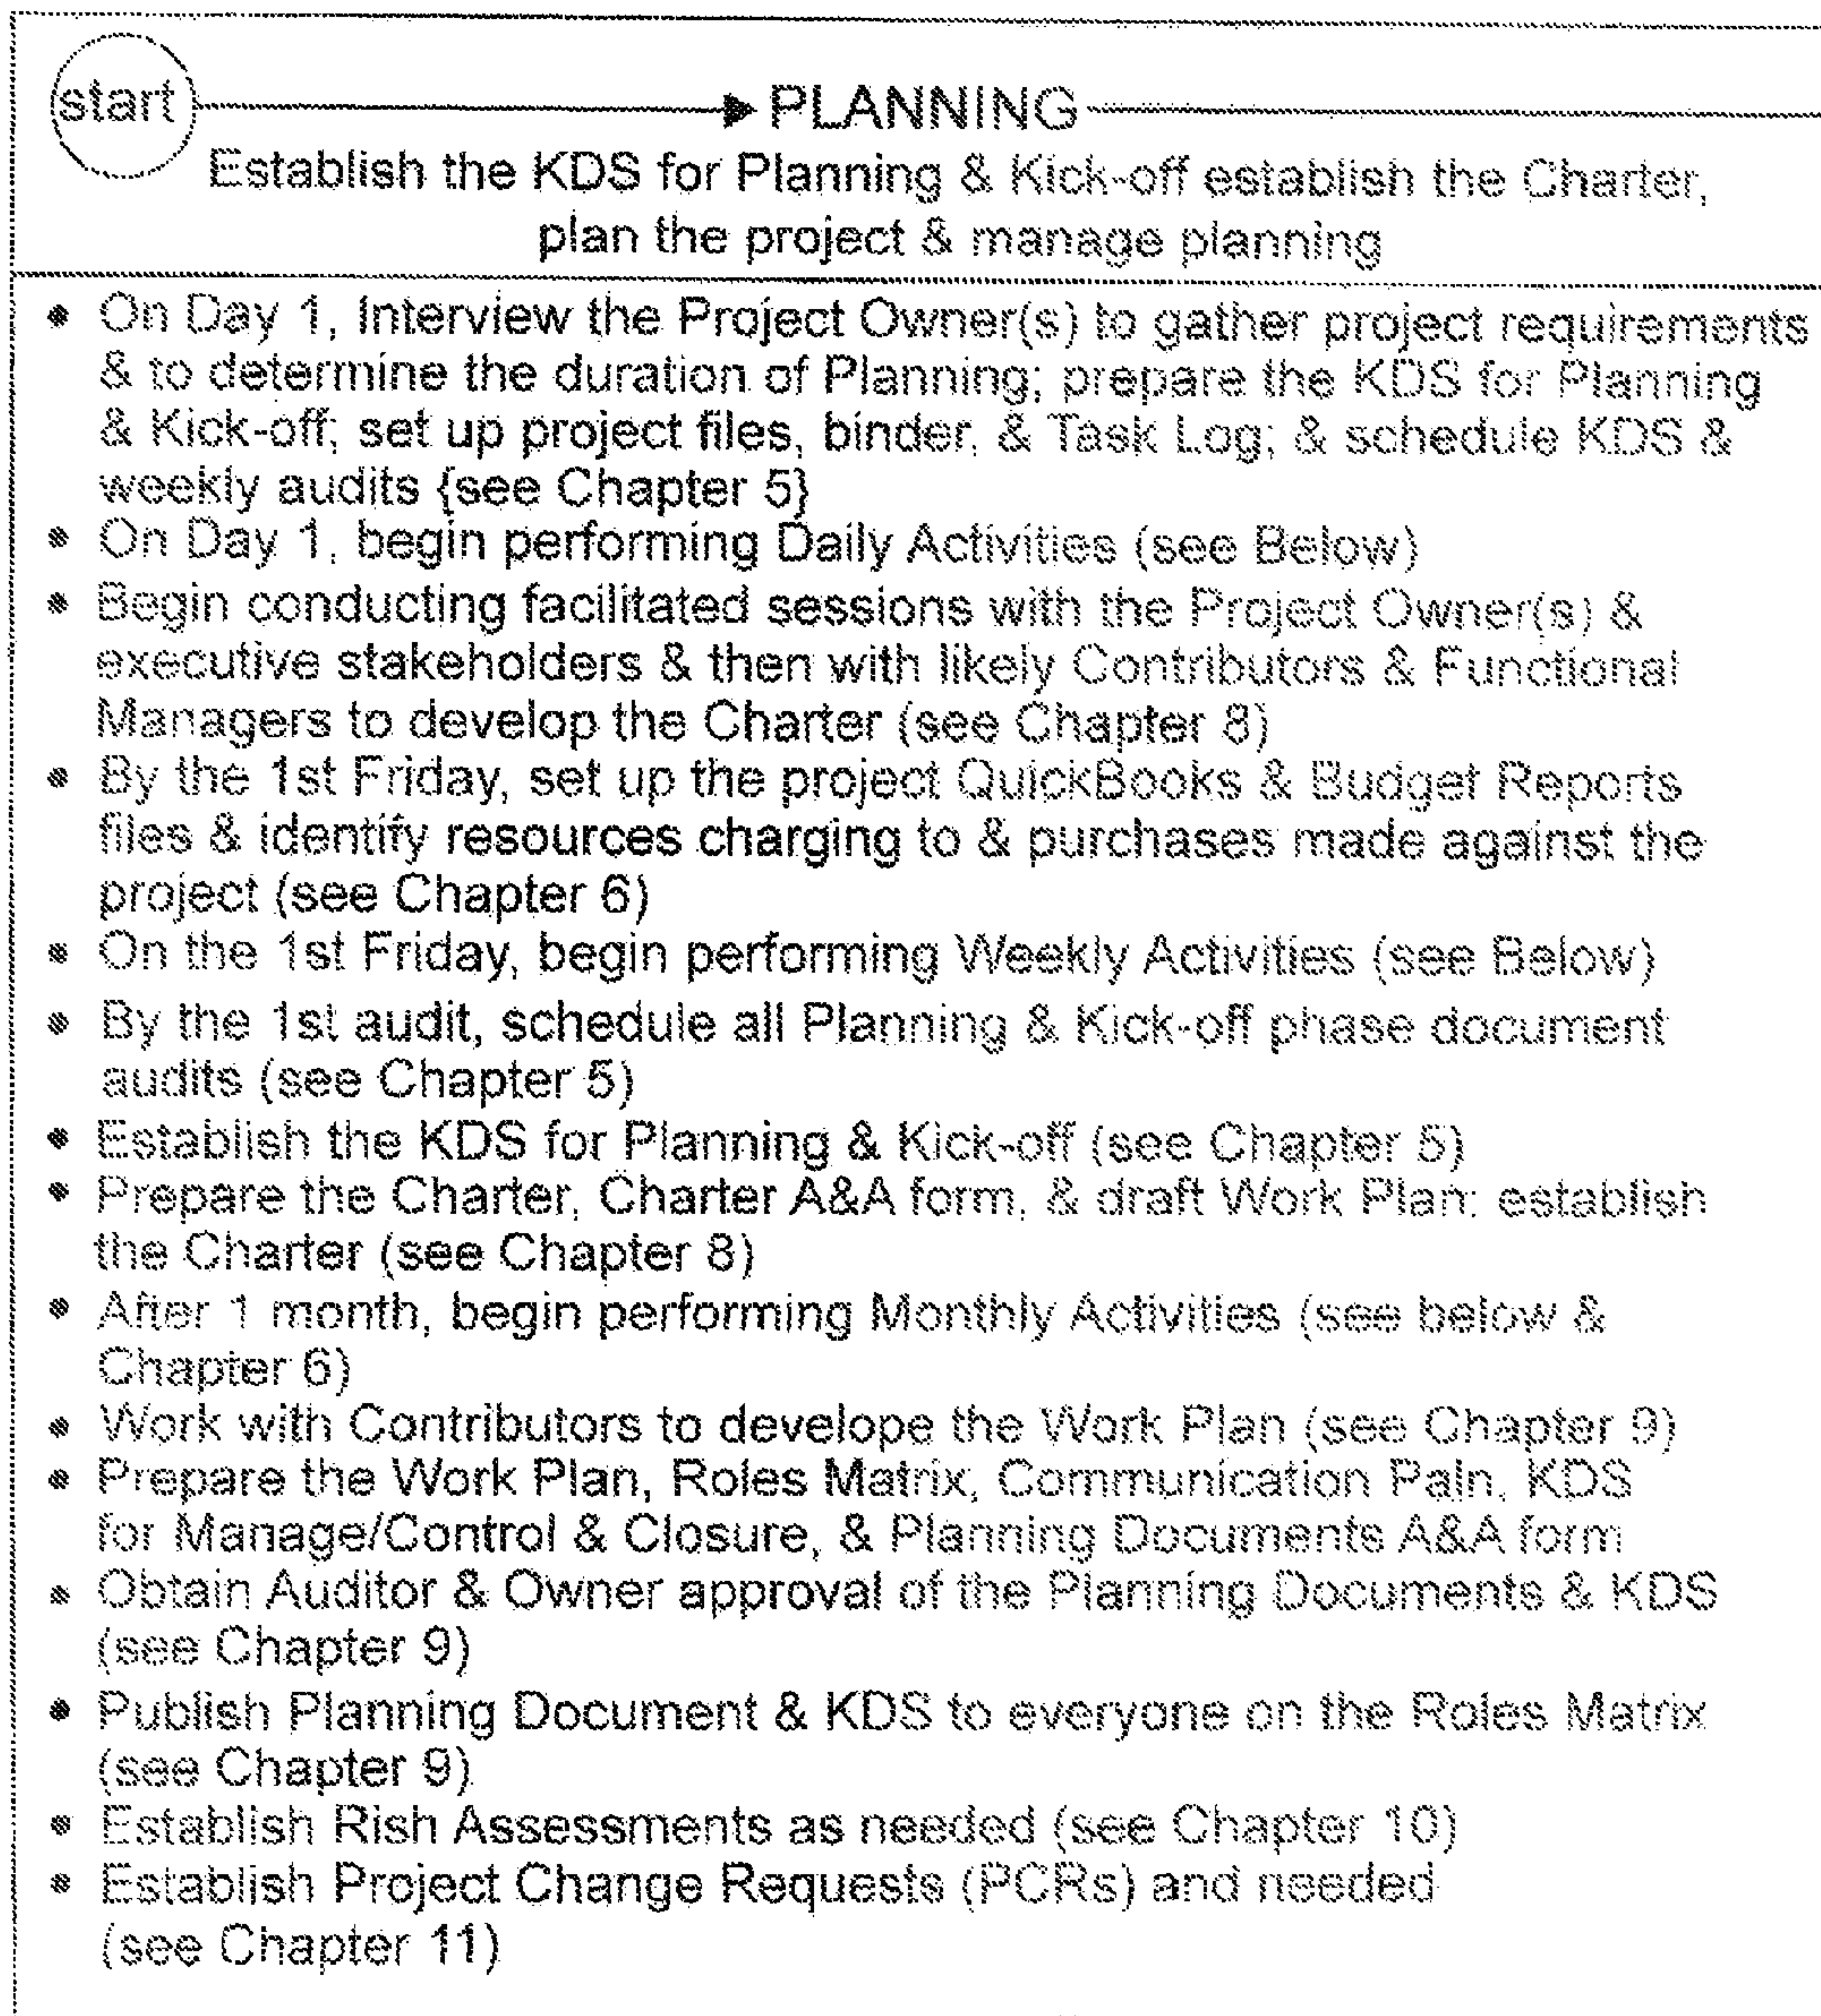 start
PLANNING
Establish the KDS for Planning & Kick-off establish the Charter,
plan the project & manage planning
• On Day 1, Interview the Project Owner(s) to gather project requirements
& to determine the duration of Planning; prepare the KDS for Planning
& Kick-off; set up project files, binder, & Task Log; & schedule KDS &
weekly audits {see Chapter 5}
• On Day 1, begin performing Daily Activities (see Below)
• Begin conducting facilitated sessions with the Project Owner(s) &
executive stakeholders & then with likely Contributors & Functional
Managers to develop the Charter (see Chapter 8)
• By the 1st Friday, set up the project QuickBooks & Budget Reports
files & identify resources charging to & purchases made against the
project (see Chapter 6)
• On the 1st Friday, begin performing Weekly Activities (see Below)
• By the 1st audit, schedule all Planning & Kick-off phase document
audits (see Chapter 5)
• Establish the KDS for Planning & Kick-off (see Chapter 5)
• Prepare the Charter, Charter A&A form, & draft Work Plan: establish
the Charter (see Chapter 8)
• After 1 month, begin performing Monthly Activities (see below &
Chapter 6)
• Work with Contributors to develope the Work Plan (see Chapter 9)
• Prepare the Work Plan, Roles Matrix, Communication Paln, KDS
for Manage/Control & Closure, & Planning Documents A&A form
• Obtain Auditor & Owner approval of the Planning Documents & KDS
(see Chapter 9)
• Publish Planning Document & KDS to everyone on the Roles Matrix
(see Chapter 9)
• Establish Rish Assessments as needed (see Chapter 10)
• Establish Project Change Requests (PCRs) and needed
(see Chapter 11)